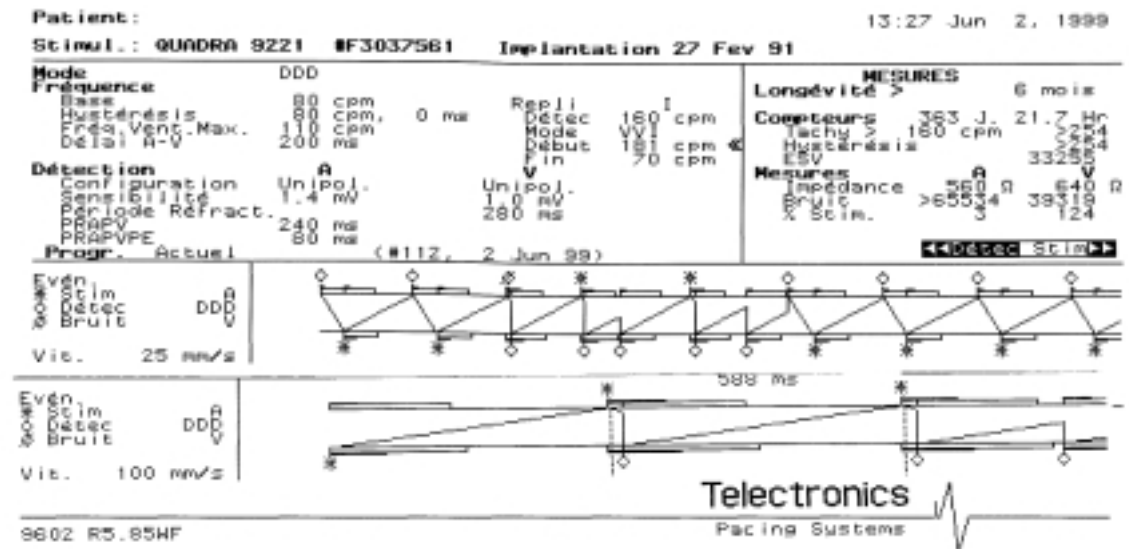 Patient:
13:27 Jun 2, 1999
Stimul.: QUADRA 9221 #F3037561 Implantation 27 Fev 91
Mode DDD
Fréquence
Base 80 cpm
Hystérésis 80 cpm, 0 ms
Fréq.Vent.Max. 110 cpm
Délai A-V 200 ms
Repli I
Détec 160 cpm
Mode VVI
Début 181 cpm «
Fin 70 cpm
Détection A V
Configuration Unipol. Unipol.
Sensibilité 1.4 mV 1.0 mV
Période Réfract. 280 ms
PRAPV 240 ms
PRAPVPE 80 ms
Progr. Actuel (#112, 2 Jun 99)
MESURES
Longévité > 6 mois
Compteurs 363 J. 21.7 Hr
Tachy > 160 cpm >254
Hystérésis >254
ESV 33255
Mesures A V
Impédance 560 Ω 640 Ω
Bruit >65534 39319
% Stim. 3 124
◀◀Détec Stim▶▶
Evén.
* Stim A
◇ Détec DDD
& Bruit V
Vit. 25 mm/s
588 ms
Evén.
* Stim A
◇ Détec DDD
& Bruit V
Vit. 100 mm/s
Telectronics
Pacing Systems
9602 R5.85WF